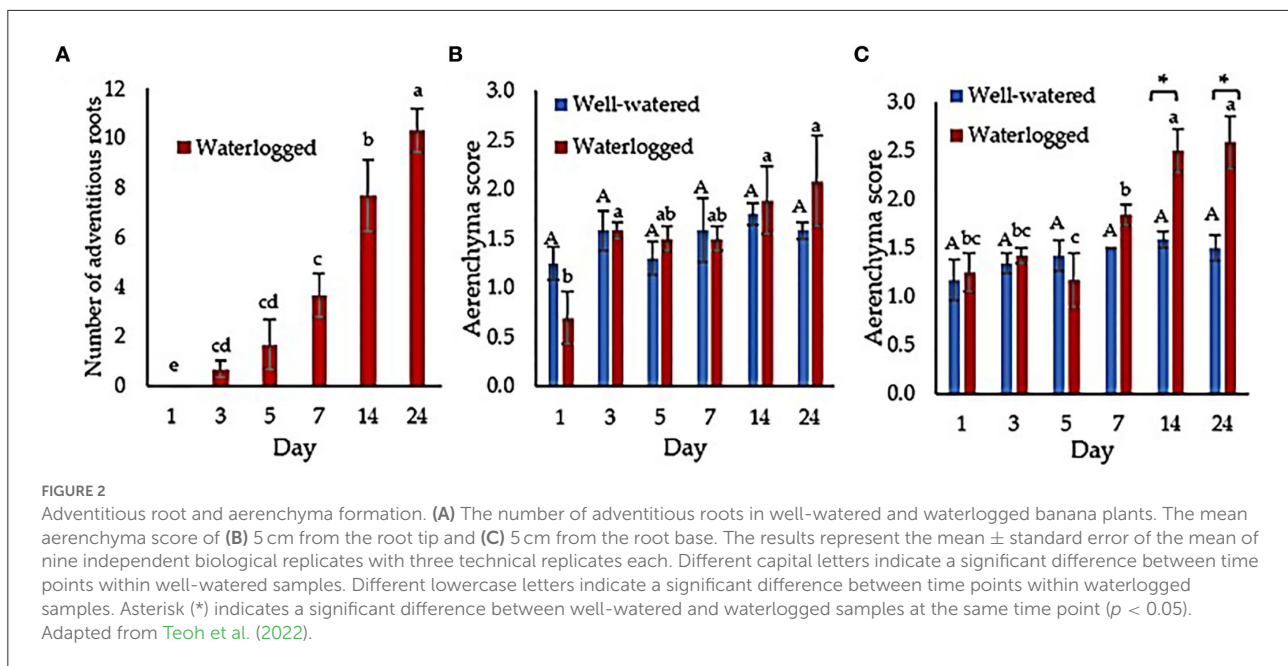 A
Number of adventitious roots
12
10
8
6
4
2
0
Waterlogged
e
cd
cd
c
b
a
1 3 5 7 14 24
Day
B
Aerenchyma score
3.0
2.5
2.0
1.5
1.0
0.5
0.0
Well-watered
Waterlogged
A b A a A ab A ab A a A a
1 3 5 7 14 24
Day
C
Aerenchyma score
3.0
2.5
2.0
1.5
1.0
0.5
0.0
Well-watered
Waterlogged
* *
A bc A bc A c A b A a A a
1 3 5 7 14 24
Day
FIGURE 2
Adventitious root and aerenchyma formation. (A) The number of adventitious roots in well-watered and waterlogged banana plants. The mean
aerenchyma score of (B) 5 cm from the root tip and (C) 5 cm from the root base. The results represent the mean ± standard error of the mean of
nine independent biological replicates with three technical replicates each. Different capital letters indicate a significant difference between time
points within well-watered samples. Different lowercase letters indicate a significant difference between time points within waterlogged
samples. Asterisk (*) indicates a significant difference between well-watered and waterlogged samples at the same time point (p < 0.05).
Adapted from Teoh et al. (2022).